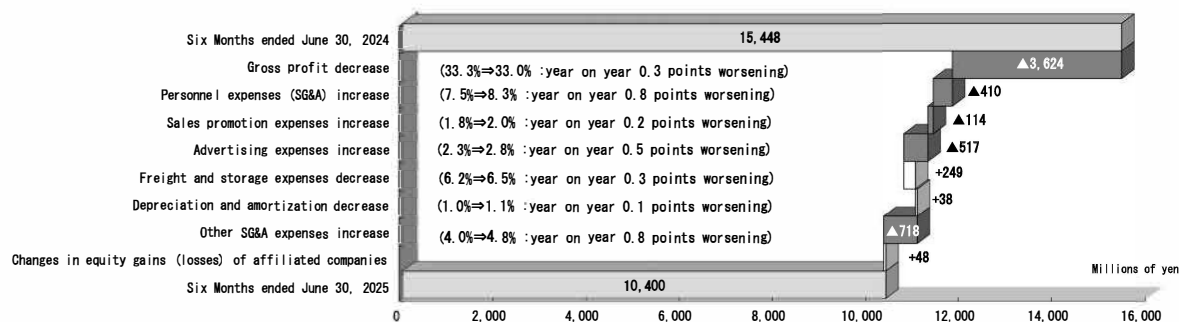 Six Months ended June 30, 2024 15,448
Gross profit decrease (33.3%⇒33.0% :year on year 0.3 points worsening) ▲3,624
Personnel expenses (SG&A) increase (7.5%⇒8.3% :year on year 0.8 points worsening) ▲410
Sales promotion expenses increase (1.8%⇒2.0% :year on year 0.2 points worsening) ▲114
Advertising expenses increase (2.3%⇒2.8% :year on year 0.5 points worsening) ▲517
Freight and storage expenses decrease (6.2%⇒6.5% :year on year 0.3 points worsening) +249
Depreciation and amortization decrease (1.0%⇒1.1% :year on year 0.1 points worsening) +38
Other SG&A expenses increase (4.0%⇒4.8% :year on year 0.8 points worsening) ▲718
Changes in equity gains (losses) of affiliated companies +48
Millions of yen
Six Months ended June 30, 2025 10,400
0 2,000 4,000 6,000 8,000 10,000 12,000 14,000 16,000